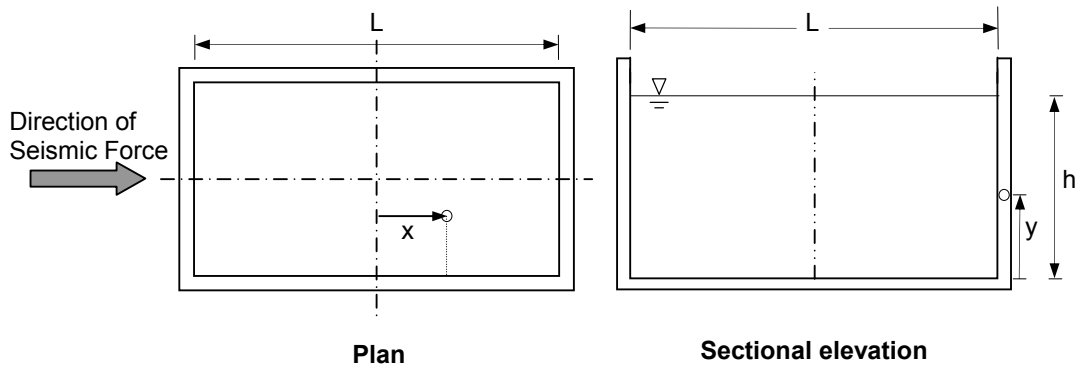 L
Direction of
Seismic Force
x
Plan
L
h
y
Sectional elevation